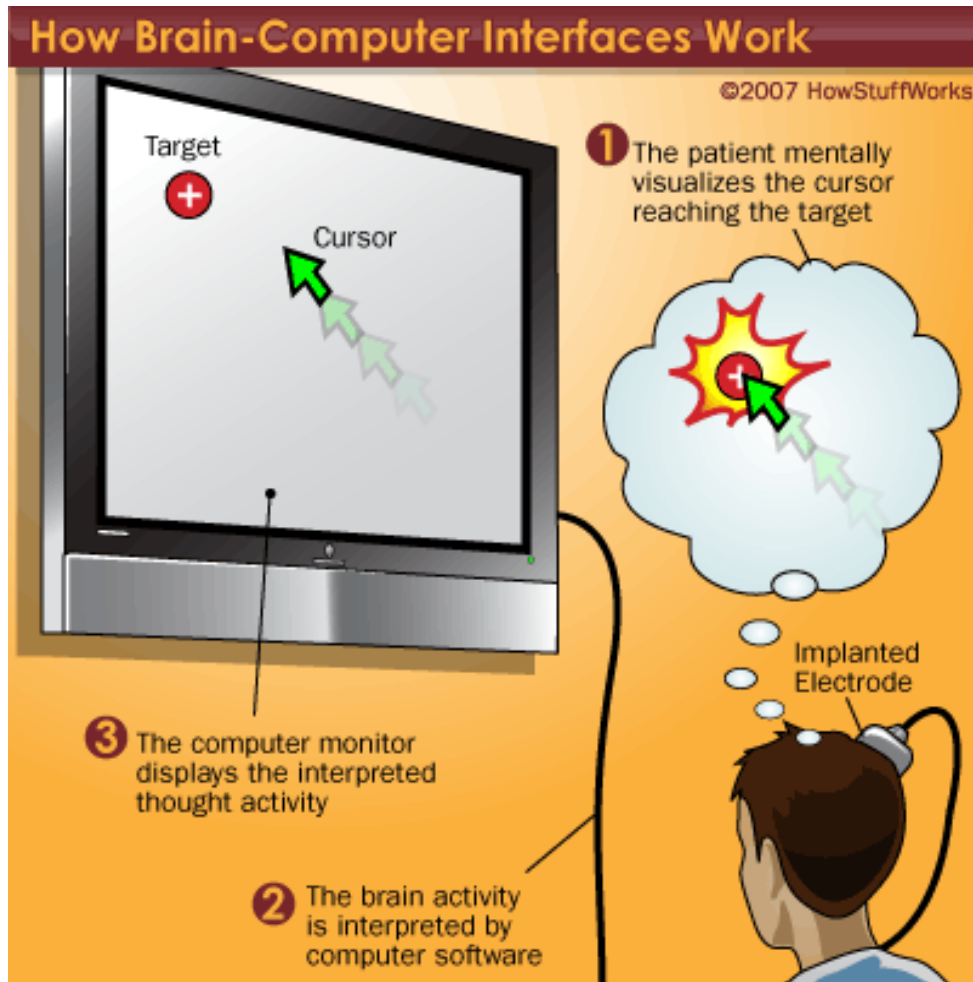 How Brain-Computer Interfaces Work
©2007 HowStuffWorks
Target
Cursor
1 The patient mentally
visualizes the cursor
reaching the target
Implanted
Electrode
3 The computer monitor
displays the interpreted
thought activity
2 The brain activity
is interpreted by
computer software